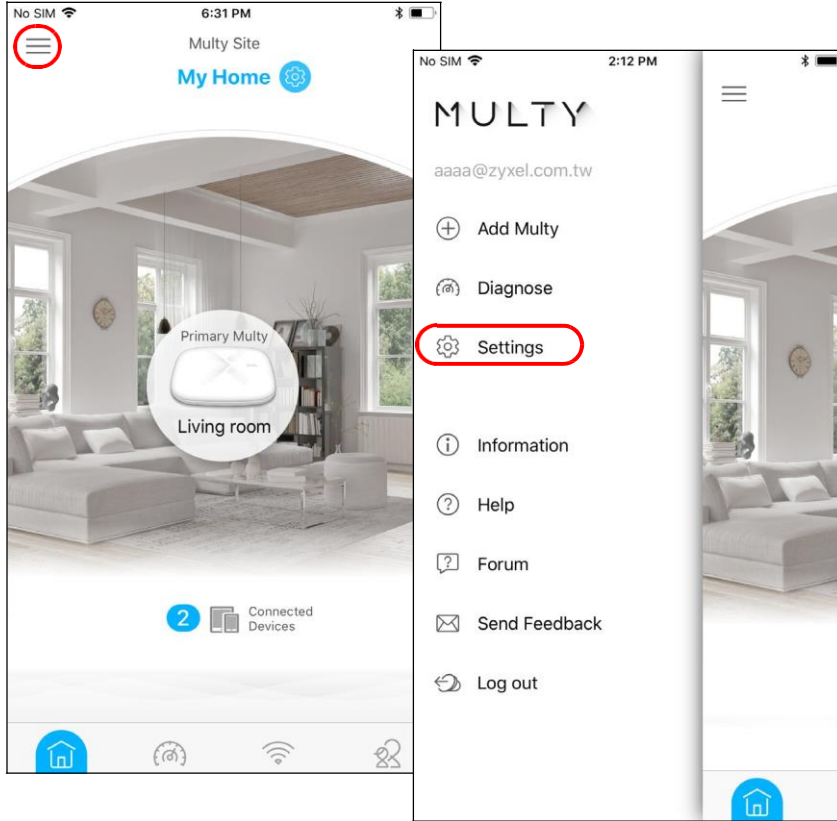 No SIM 6:31 PM
Multy Site
My Home
Primary Multy
Living room
2 Connected
Devices
No SIM 2:12 PM
MULTY
aaaa@zyxel.com.tw
Add Multy
Diagnose
Settings
Information
Help
Forum
Send Feedback
Log out